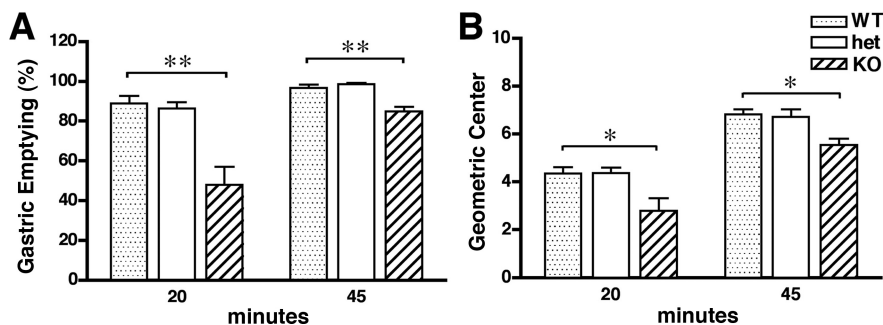 A
Gastric Emptying (%)
120
100
80
60
40
20
0
**
**
20
45
minutes
B
Geometric Center
10
8
6
4
2
0
*
*
20
45
minutes
WT
het
KO